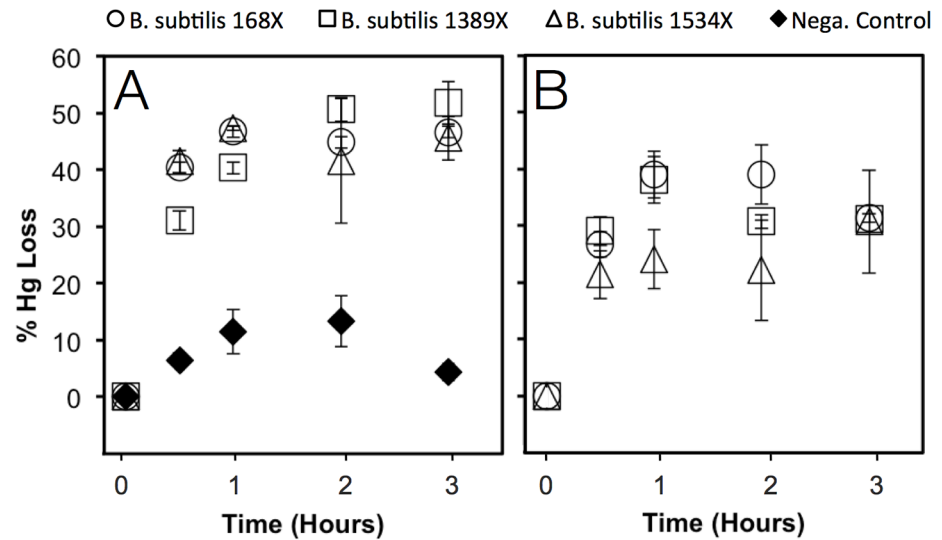 B. subtilis 168X B. subtilis 1389X B. subtilis 1534X Nega. Control
A
B
60
50
40
30
20
10
0
% Hg Loss
0 1 2 3
0 1 2 3
Time (Hours)
Time (Hours)